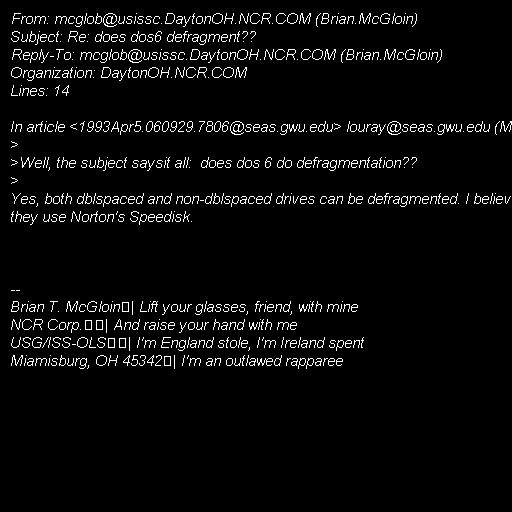 From: mcglob@usissc.DaytonOH.NCR.COM (Brian.McGloin)
Subject: Re: does dos6 defragment??
Reply-To: mcglob@usissc.DaytonOH.NCR.COM (Brian.McGloin)
Organization: DaytonOH.NCR.COM
Lines: 14

In article <1993Apr5.060929.7806@seas.gwu.edu> louray@seas.gwu.edu (M
>
>Well, the subject saysit all:  does dos 6 do defragmentation??
>
Yes, both dblspaced and non-dblspaced drives can be defragmented. I believ
they use Norton's Speedisk.

--
Brian T. McGloin▯| Lift your glasses, friend, with mine
NCR Corp.▯▯| And raise your hand with me
USG/ISS-OLS▯▯| I'm England stole, I'm Ireland spent
Miamisburg, OH 45342▯| I'm an outlawed rapparee